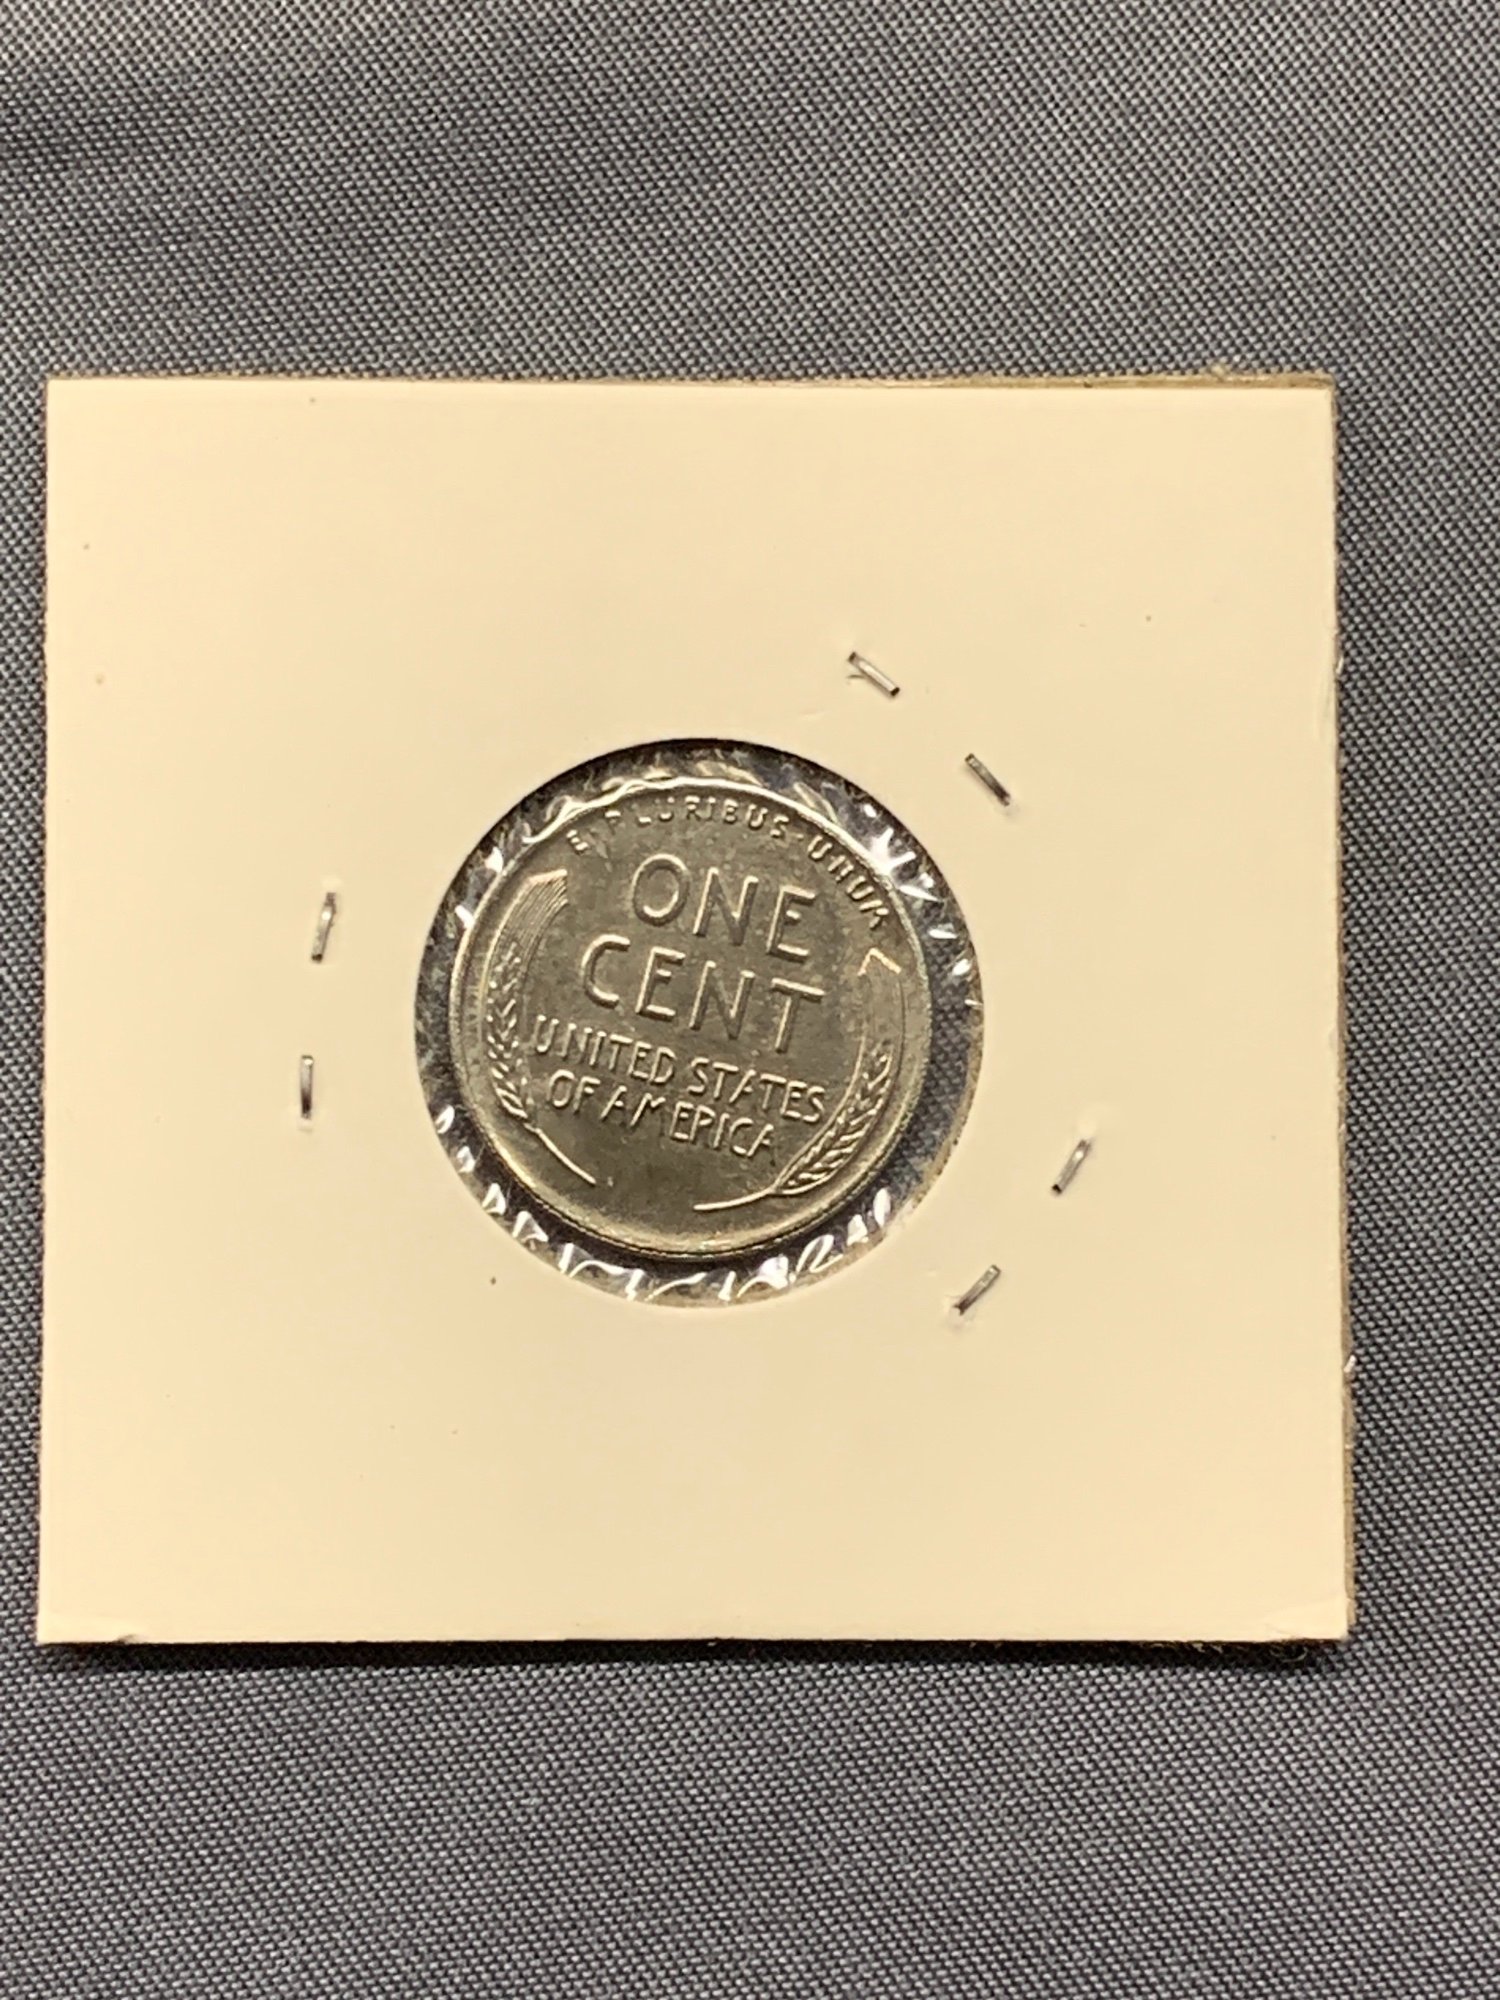 E·PLURIBUS·UNUM
ONE
CENT
UNITED STATES
OF AMERICA